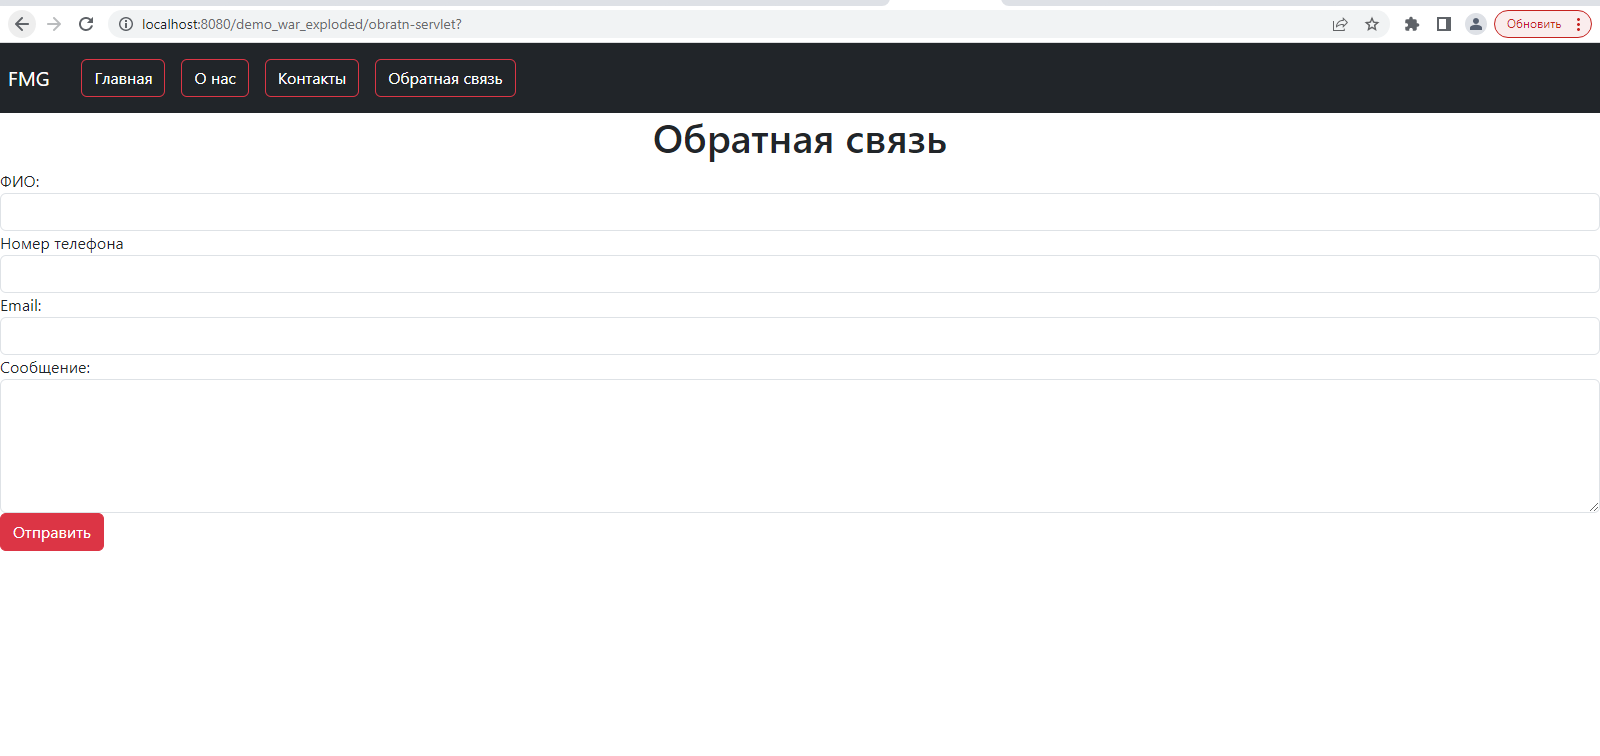 localhost:8080/demo_war_exploded/obratn-servlet? Обновить
FMG Главная О нас Контакты Обратная связь
Обратная связь
ФИО:
Номер телефона
Email:
Сообщение:
Отправить